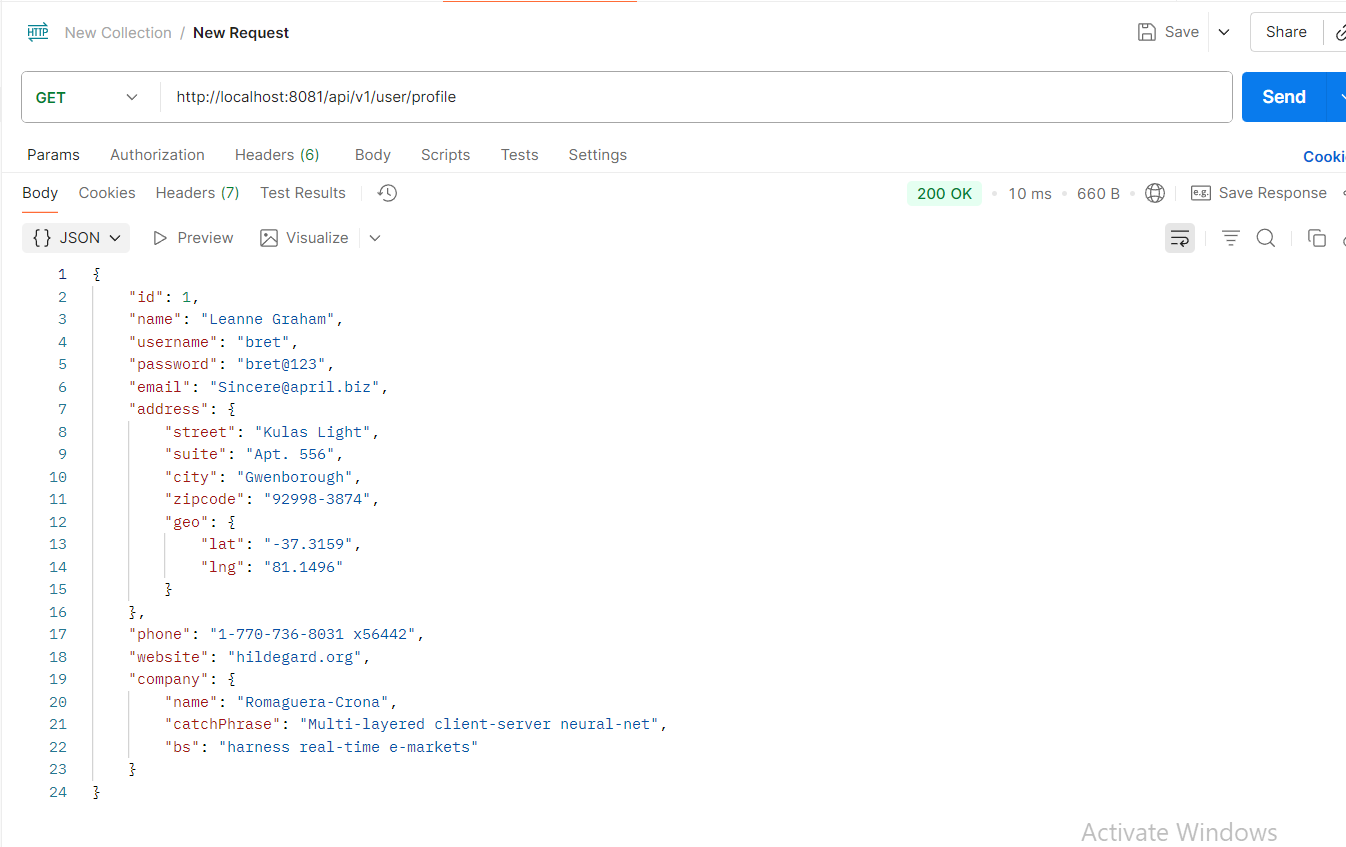 HTTP New Collection / New Request Save Share
GET http://localhost:8081/api/v1/user/profile Send
Params Authorization Headers (6) Body Scripts Tests Settings Cooki
Body Cookies Headers (7) Test Results 200 OK • 10 ms • 660 B • e.g. Save Response
{} JSON Preview Visualize
1 {
2 "id": 1,
3 "name": "Leanne Graham",
4 "username": "bret",
5 "password": "bret@123",
6 "email": "Sincere@april.biz",
7 "address": {
8 "street": "Kulas Light",
9 "suite": "Apt. 556",
10 "city": "Gwenborough",
11 "zipcode": "92998-3874",
12 "geo": {
13 "lat": "-37.3159",
14 "lng": "81.1496"
15 }
16 },
17 "phone": "1-770-736-8031 x56442",
18 "website": "hildegard.org",
19 "company": {
20 "name": "Romaguera-Crona",
21 "catchPhrase": "Multi-layered client-server neural-net",
22 "bs": "harness real-time e-markets"
23 }
24 }
Activate Windows